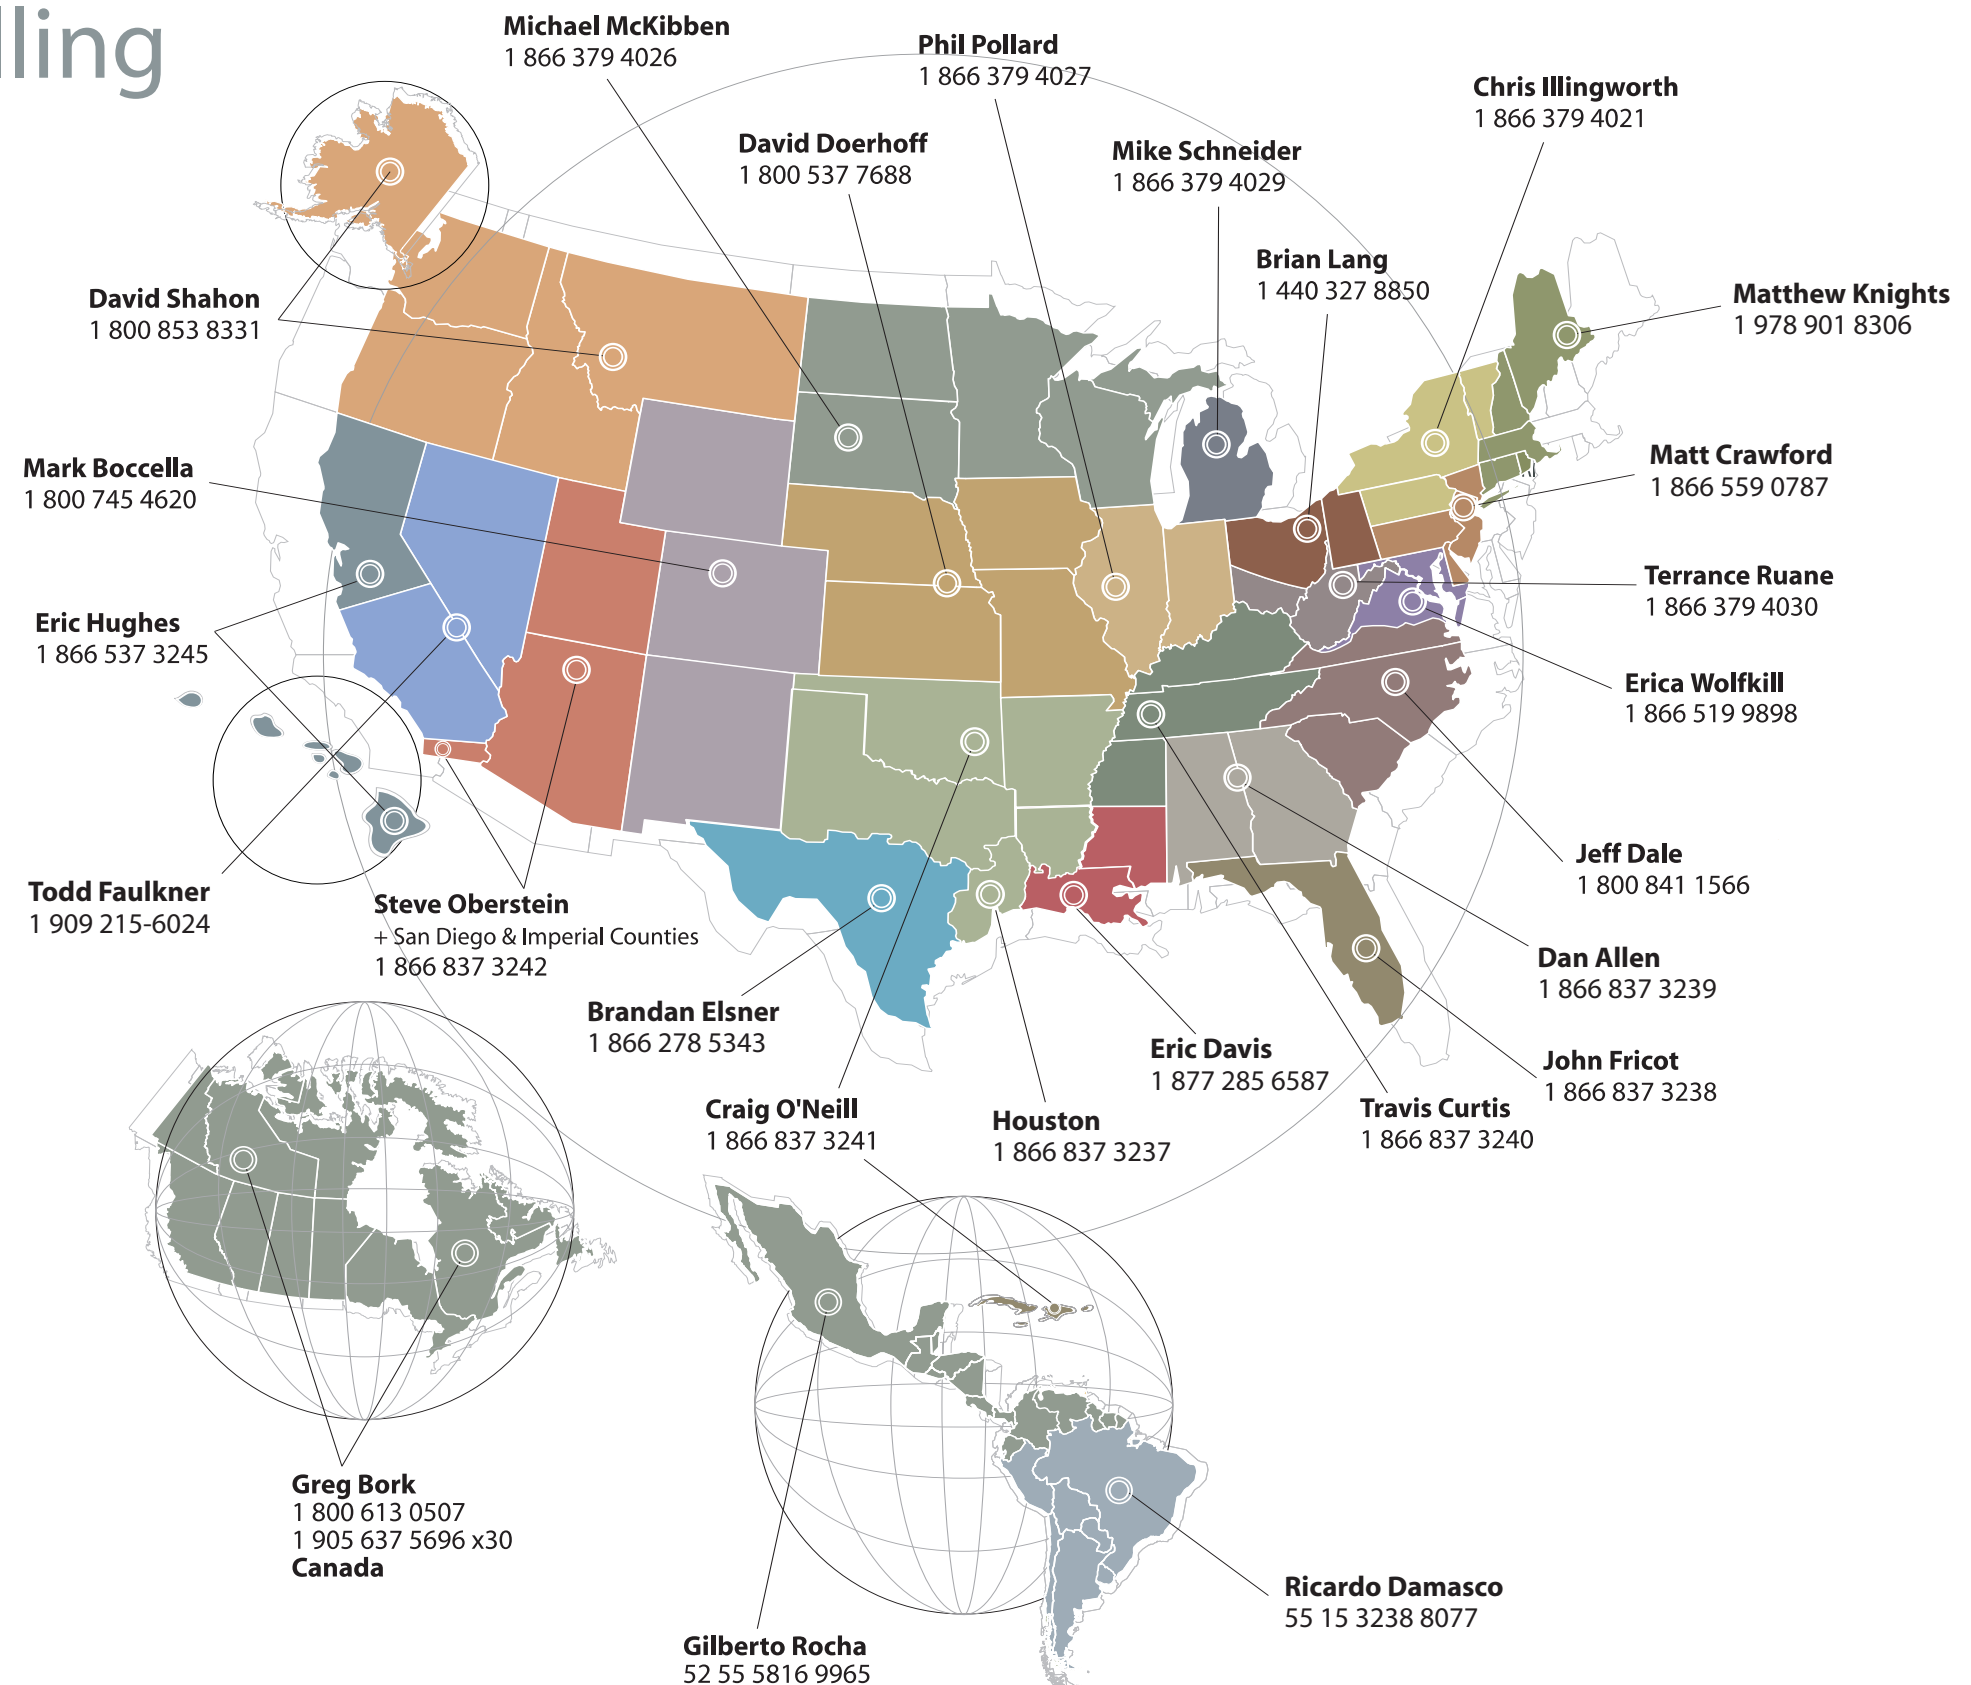 lling
Michael McKibben
1 866 379 4026
Phil Pollard
1 866 379 4027
Chris Illingworth
1 866 379 4021
David Doerhoff
1 800 537 7688
Mike Schneider
1 866 379 4029
Brian Lang
1 440 327 8850
David Shahon
1 800 853 8331
Matthew Knights
1 978 901 8306
Mark Boccella
1 800 745 4620
Matt Crawford
1 866 559 0787
Terrance Ruane
1 866 379 4030
Eric Hughes
1 866 537 3245
Erica Wolfkill
1 866 519 9898
Jeff Dale
1 800 841 1566
Todd Faulkner
1 909 215-6024
Steve Oberstein
+ San Diego & Imperial Counties
1 866 837 3242
Dan Allen
1 866 837 3239
Brandan Elsner
1 866 278 5343
Eric Davis
1 877 285 6587
John Fricot
1 866 837 3238
Craig O'Neill
1 866 837 3241
Houston
1 866 837 3237
Travis Curtis
1 866 837 3240
Greg Bork
1 800 613 0507
1 905 637 5696 x30
Canada
Ricardo Damasco
55 15 3238 8077
Gilberto Rocha
52 55 5816 9965